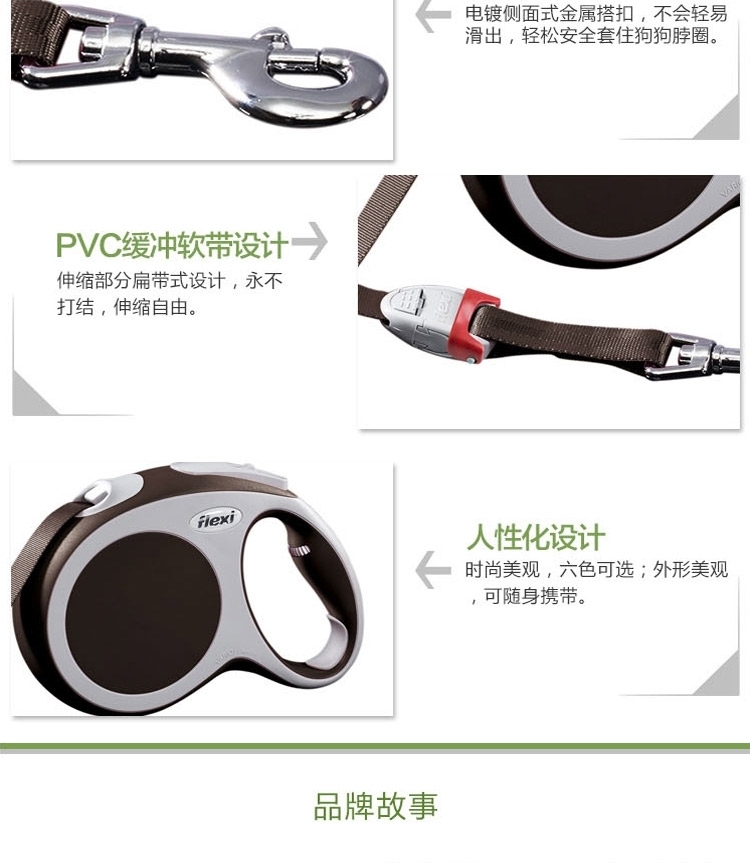 电镀侧面式金属搭扣，不会轻易
滑出，轻松安全套住狗狗脖圈。
PVC缓冲软带设计
伸缩部分扁带式设计，永不
打结，伸缩自由。
flexi
flexi
人性化设计
时尚美观，六色可选；外形美观
，可随身携带。
品牌故事